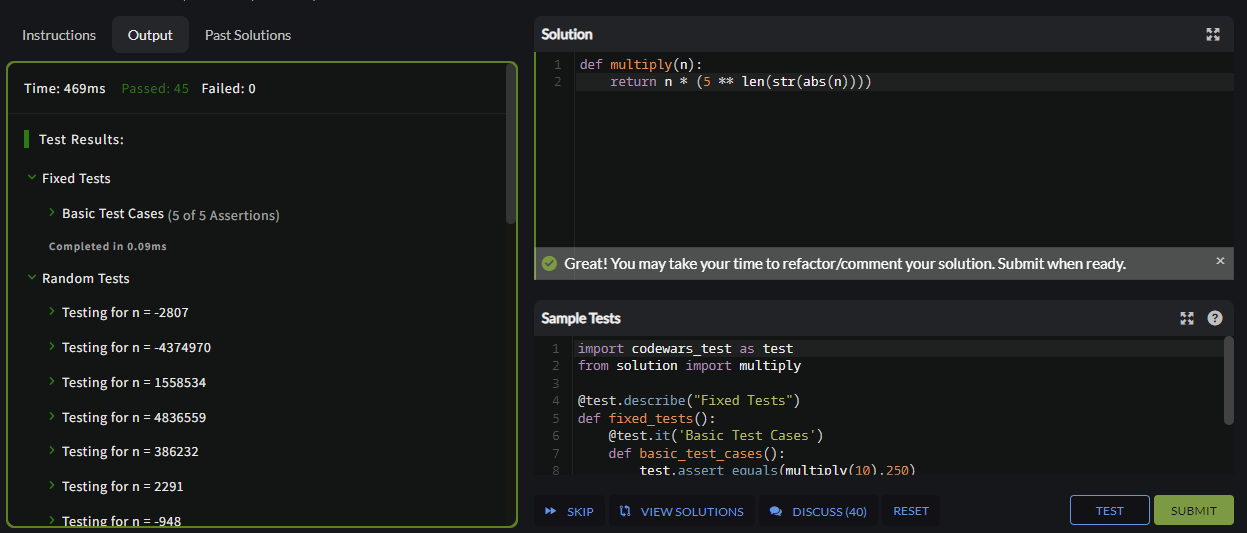 Instructions
Output
Past Solutions
Time: 469ms Passed: 45 Failed: 0
Test Results:
Fixed Tests
Basic Test Cases (5 of 5 Assertions)
Completed in 0.09ms
Random Tests
Testing for n = -2807
Testing for n = -4374970
Testing for n = 1558534
Testing for n = 4836559
Testing for n = 386232
Testing for n = 2291
Testing for n = -948
Solution
1 def multiply(n):
2     return n * (5 ** len(str(abs(n))))
Great! You may take your time to refactor/comment your solution. Submit when ready.
Sample Tests
1 import codewars_test as test
2 from solution import multiply
3
4 @test.describe("Fixed Tests")
5 def fixed_tests():
6     @test.it('Basic Test Cases')
7     def basic_test_cases():
8         test.assert_equals(multiply(10),250)
SKIP
VIEW SOLUTIONS
DISCUSS (40)
RESET
TEST
SUBMIT